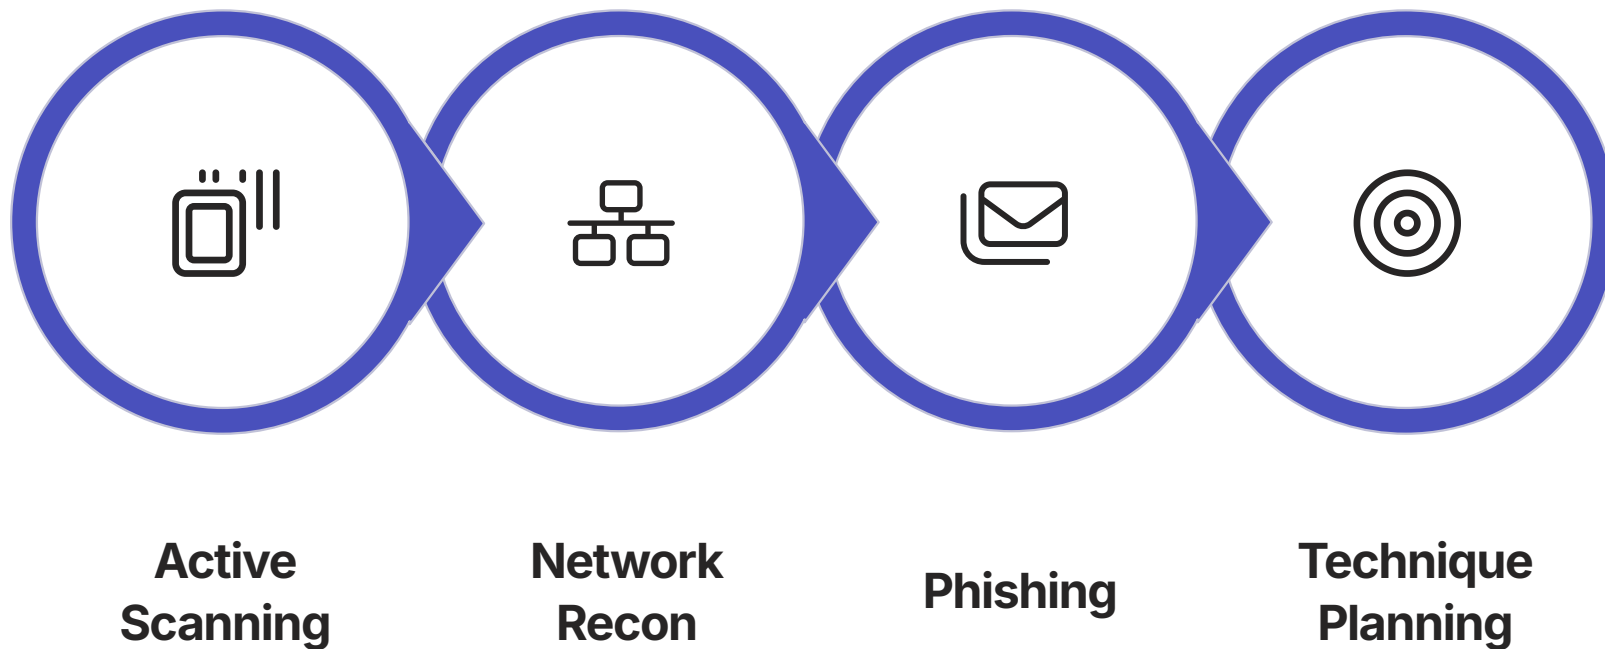 Active
Scanning
Network
Recon
Phishing
Technique
Planning